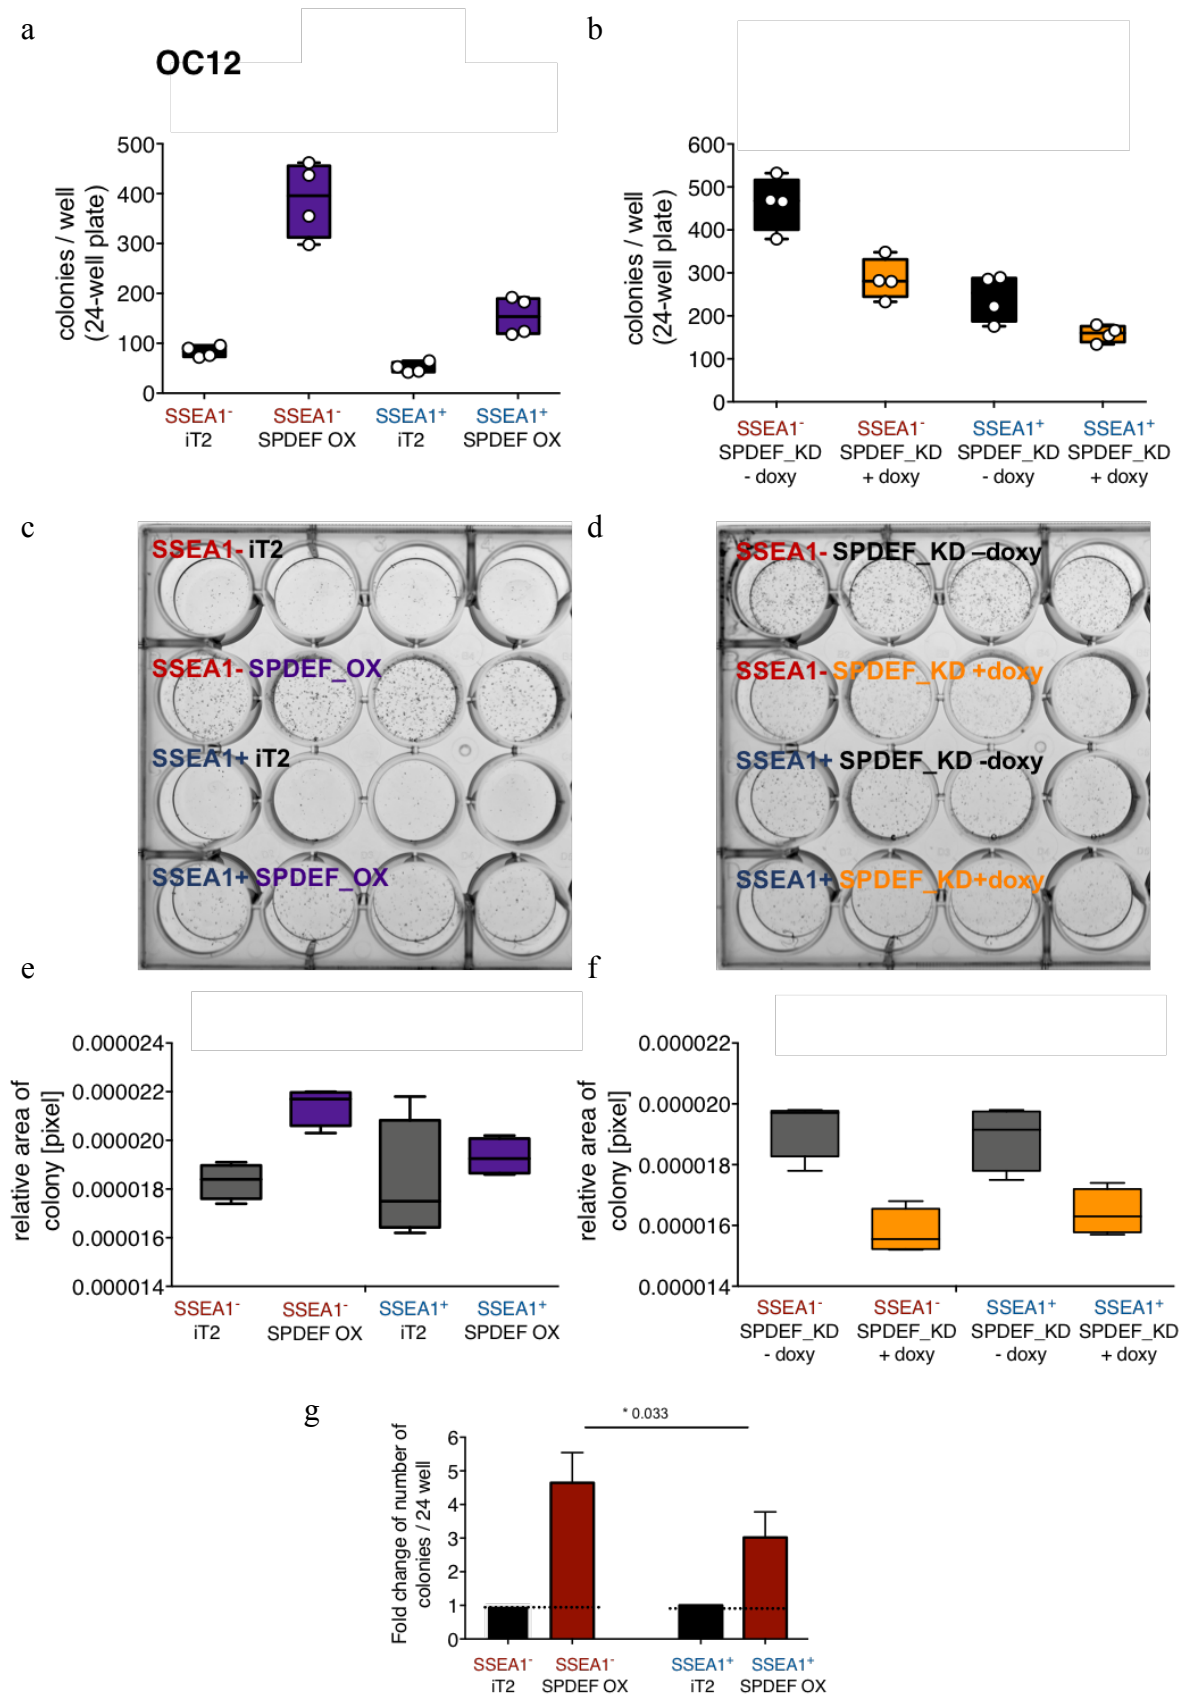 a
OC12
colonies / well
(24-well plate)
500
400
300
200
100
0
SSEA1- SSEA1- SSEA1+ SSEA1+
iT2 SPDEF OX iT2 SPDEF OX
b
colonies / well
(24-well plate)
600
500
400
300
200
100
0
SSEA1- SSEA1- SSEA1+ SSEA1+
SPDEF_KD SPDEF_KD SPDEF_KD SPDEF_KD
- doxy + doxy - doxy + doxy
c
SSEA1- iT2
SSEA1- SPDEF_OX
SSEA1+ iT2
SSEA1+ SPDEF_OX
d
SSEA1- SPDEF_KD –doxy
SSEA1- SPDEF_KD +doxy
SSEA1+ SPDEF_KD -doxy
SSEA1+ SPDEF_KD+doxy
e
relative area of
colony [pixel]
0.000024
0.000022
0.000020
0.000018
0.000016
0.000014
SSEA1- SSEA1- SSEA1+ SSEA1+
iT2 SPDEF OX iT2 SPDEF OX
f
relative area of
colony [pixel]
0.000022
0.000020
0.000018
0.000016
0.000014
SSEA1- SSEA1- SSEA1+ SSEA1+
SPDEF_KD SPDEF_KD SPDEF_KD SPDEF_KD
- doxy + doxy - doxy + doxy
g
* 0.033
Fold change of number of
colonies / 24 well
6
5
4
3
2
1
0
SSEA1- SSEA1- SSEA1+ SSEA1+
iT2 SPDEF OX iT2 SPDEF OX